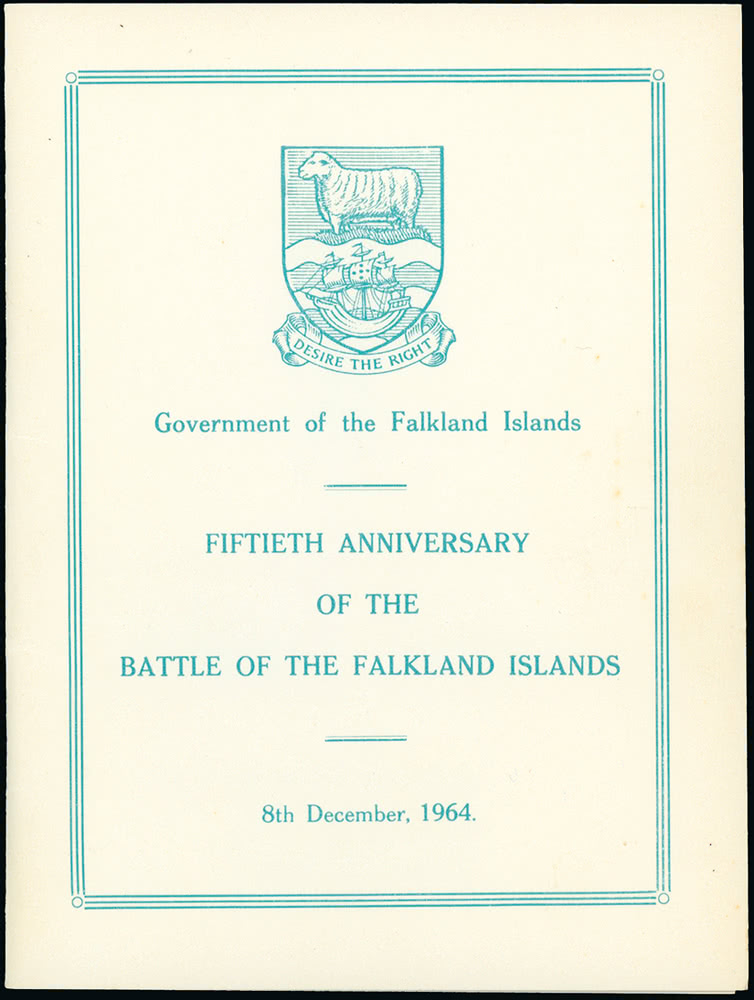 DESIRE THE RIGHT
Government of the Falkland Islands
FIFTIETH ANNIVERSARY
OF THE
BATTLE OF THE FALKLAND ISLANDS
8th December, 1964.